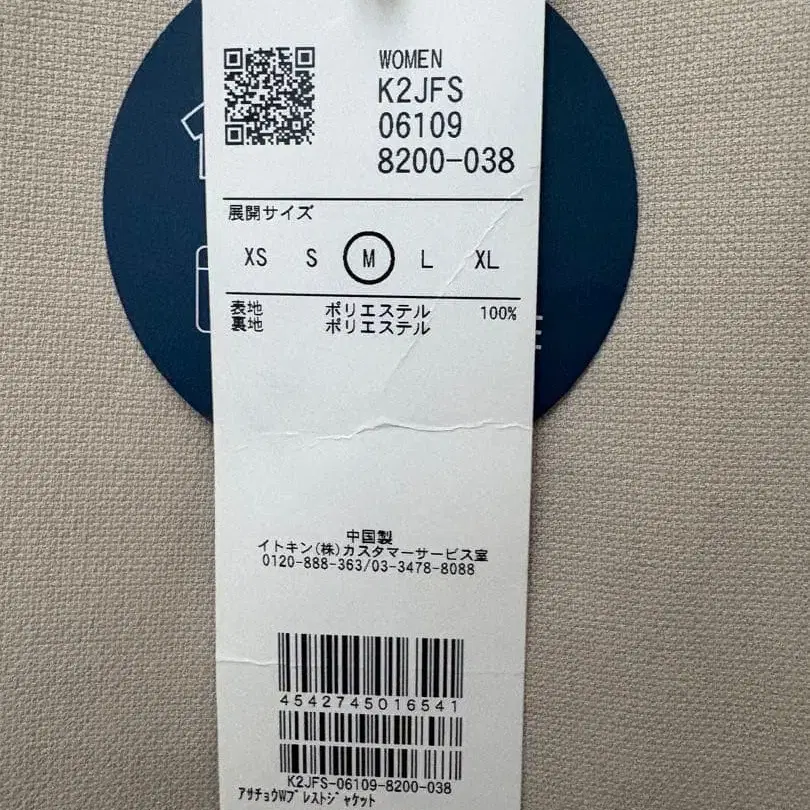 WOMEN
K2JFS
06109
8200-038
展開サイズ
XS S M L XL
表地 ポリエステル 100%
裏地 ポリエステル
中国製
イトキン(株)カスタマーサービス室
0120-888-363/03-3478-8088
4542745016541
K2JFS-06109-8200-038
アサチョウWブレストジャケット